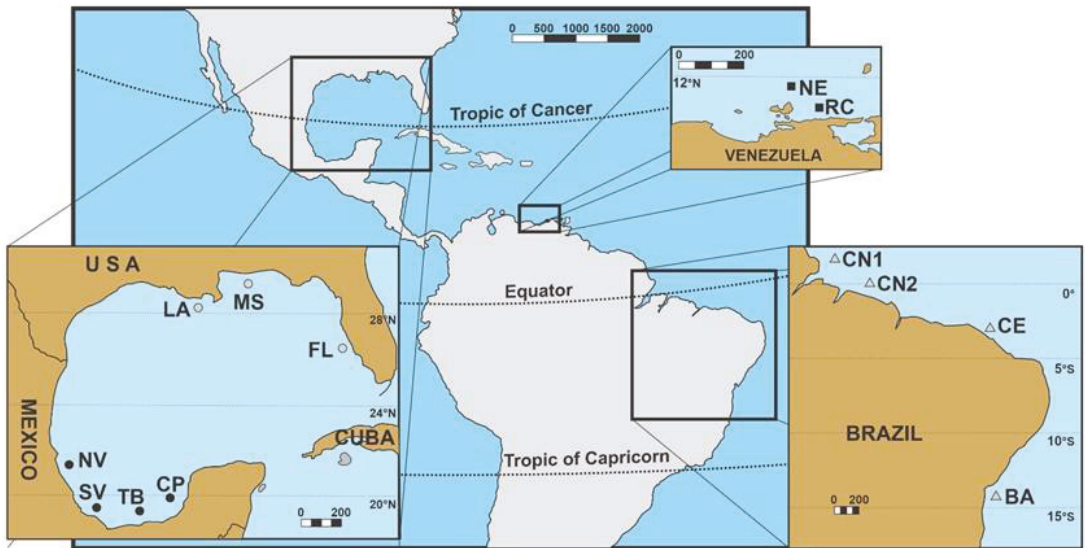 0 500 1000 1500 2000
Tropic of Cancer
0 200
12°N
NE
RC
VENEZUELA
Equator
Tropic of Capricorn
U S A
LA
MS
28°N
FL
24°N
MEXICO
CUBA
NV
SV
TB
CP
20°N
0 200
CN1
CN2
0°
CE
5°S
BRAZIL
10°S
BA
0 200
15°S